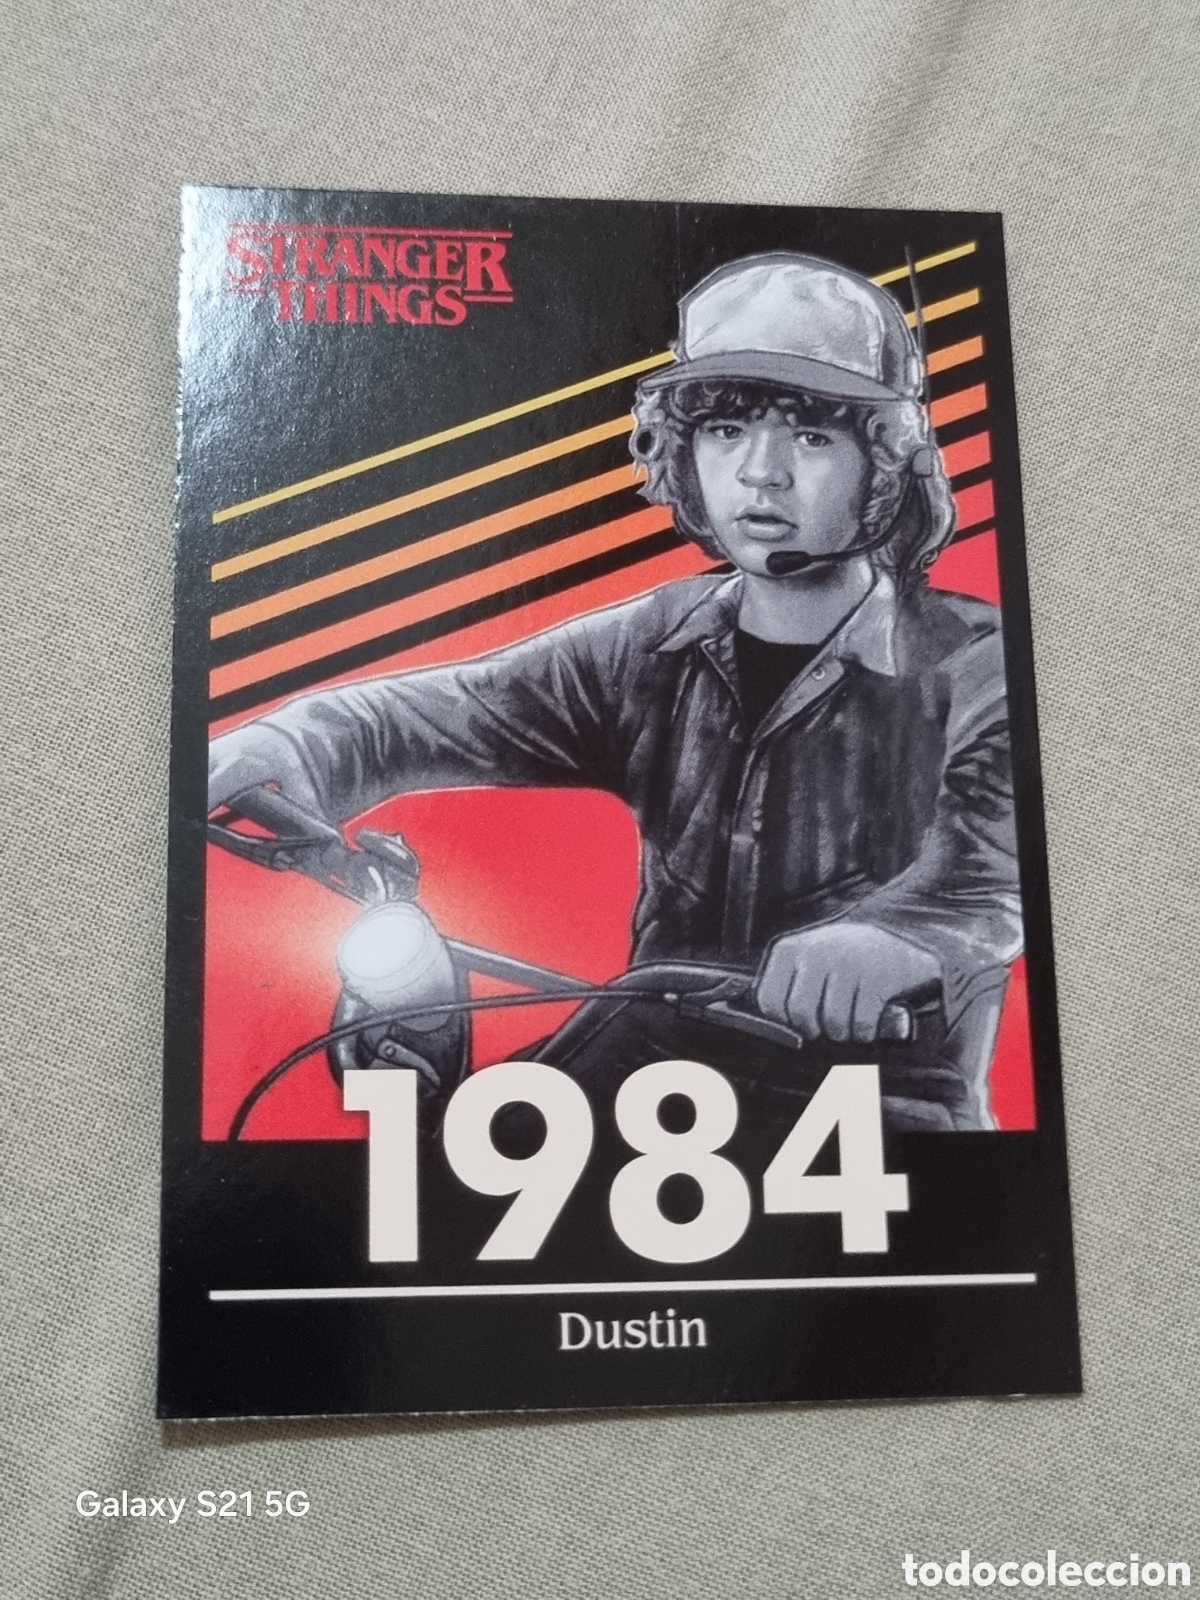 STRANGER
THINGS
1984
Dustin
Galaxy S21 5G
todocoleccion